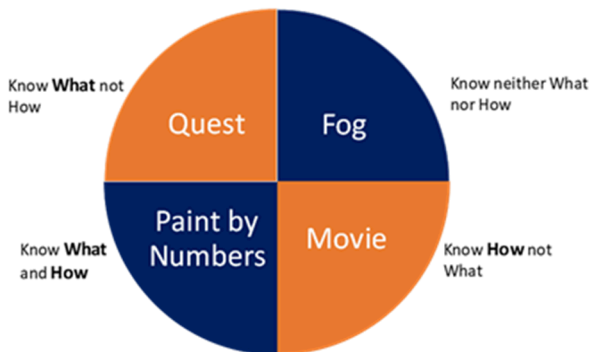 Know What not
How
Quest
Fog
Know neither What
nor How
Know What
and How
Paint by
Numbers
Movie
Know How not
What